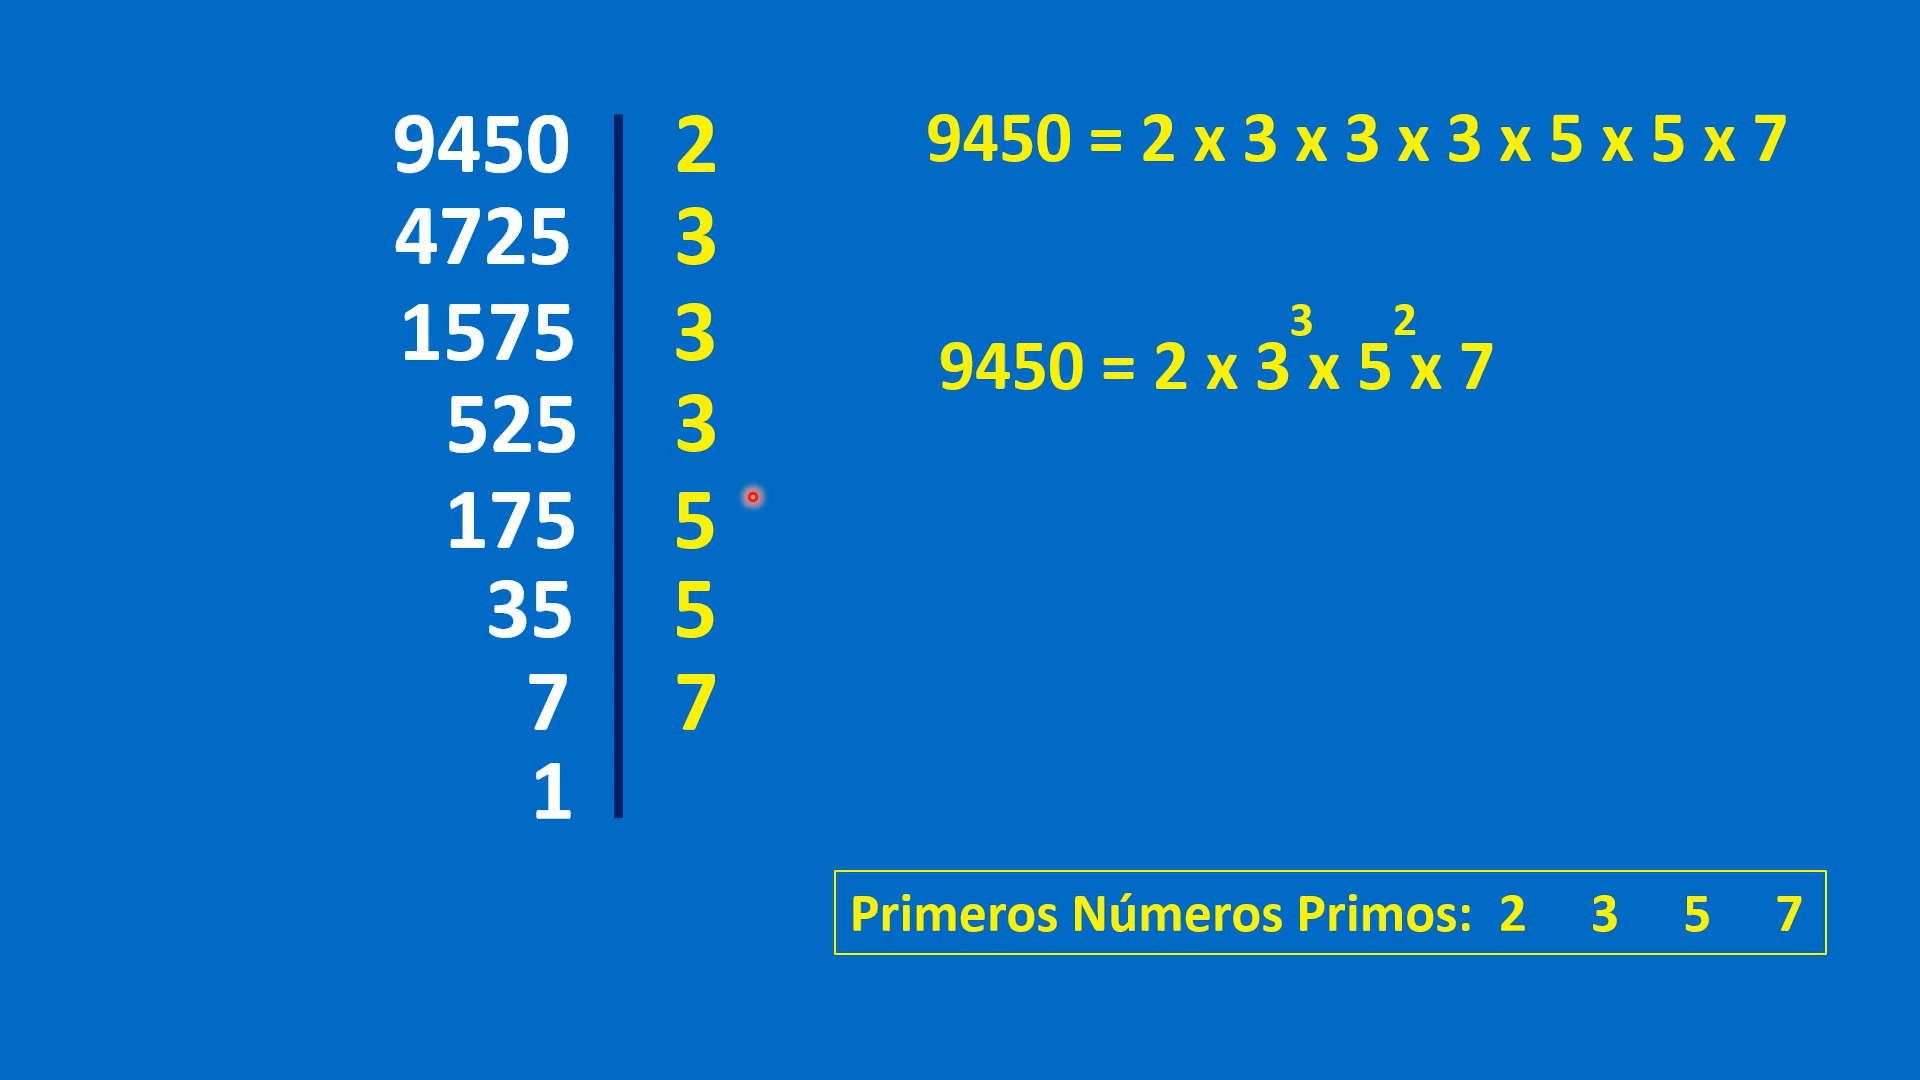 9450 2
4725 3
1575 3
525 3
175 5
35 5
7 7
1
9450 = 2 x 3 x 3 x 3 x 5 x 5 x 7
9450 = 2 x 3³ x 5² x 7
Primeros Números Primos: 2 3 5 7